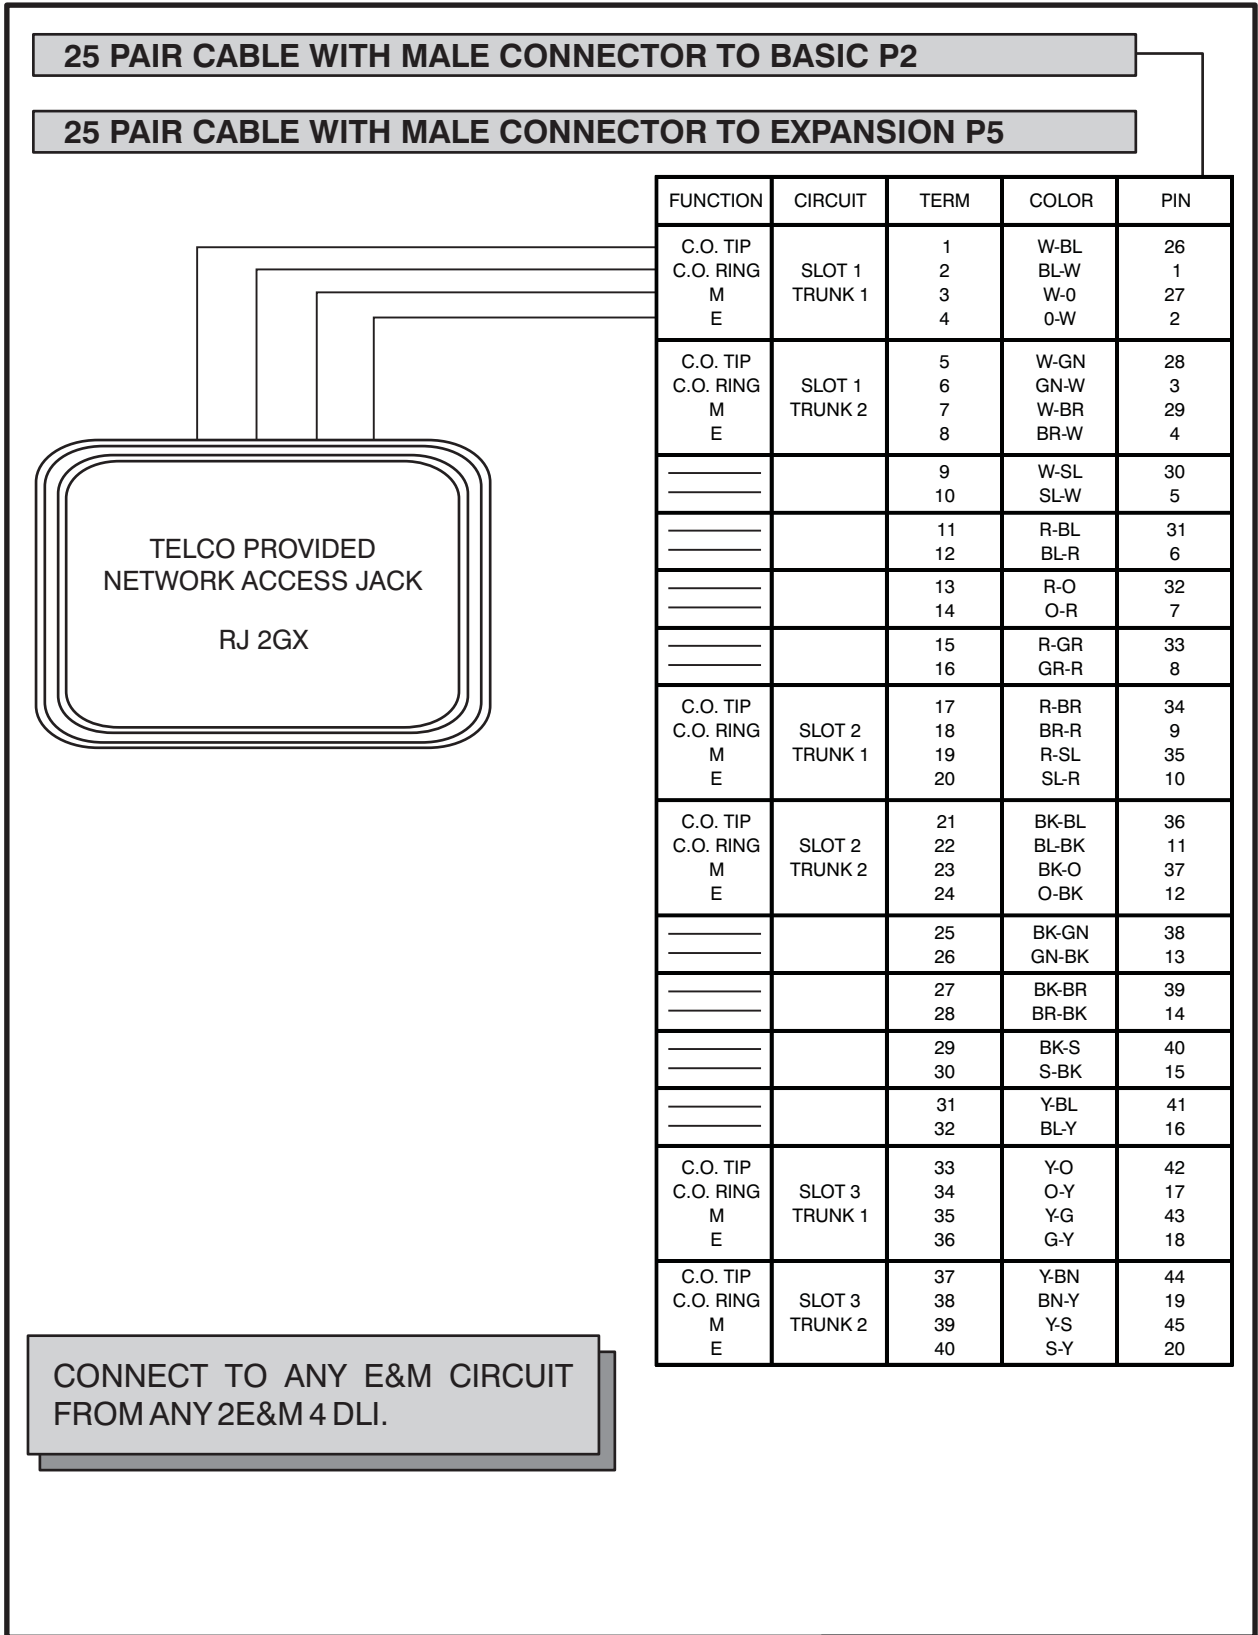 25 PAIR CABLE WITH MALE CONNECTOR TO BASIC P2
25 PAIR CABLE WITH MALE CONNECTOR TO EXPANSION P5
FUNCTION CIRCUIT TERM COLOR PIN
C.O. TIP 1 W-BL 26
C.O. RING SLOT 1 2 BL-W 1
M TRUNK 1 3 W-0 27
E 4 0-W 2
C.O. TIP 5 W-GN 28
C.O. RING SLOT 1 6 GN-W 3
M TRUNK 2 7 W-BR 29
E 8 BR-W 4
9 W-SL 30
10 SL-W 5
11 R-BL 31
12 BL-R 6
13 R-O 32
14 O-R 7
15 R-GR 33
16 GR-R 8
C.O. TIP 17 R-BR 34
C.O. RING SLOT 2 18 BR-R 9
M TRUNK 1 19 R-SL 35
E 20 SL-R 10
C.O. TIP 21 BK-BL 36
C.O. RING SLOT 2 22 BL-BK 11
M TRUNK 2 23 BK-O 37
E 24 O-BK 12
25 BK-GN 38
26 GN-BK 13
27 BK-BR 39
28 BR-BK 14
29 BK-S 40
30 S-BK 15
31 Y-BL 41
32 BL-Y 16
C.O. TIP 33 Y-O 42
C.O. RING SLOT 3 34 O-Y 17
M TRUNK 1 35 Y-G 43
E 36 G-Y 18
C.O. TIP 37 Y-BN 44
C.O. RING SLOT 3 38 BN-Y 19
M TRUNK 2 39 Y-S 45
E 40 S-Y 20
TELCO PROVIDED
NETWORK ACCESS JACK
RJ 2GX
CONNECT TO ANY E&M CIRCUIT
FROM ANY 2E&M 4 DLI.